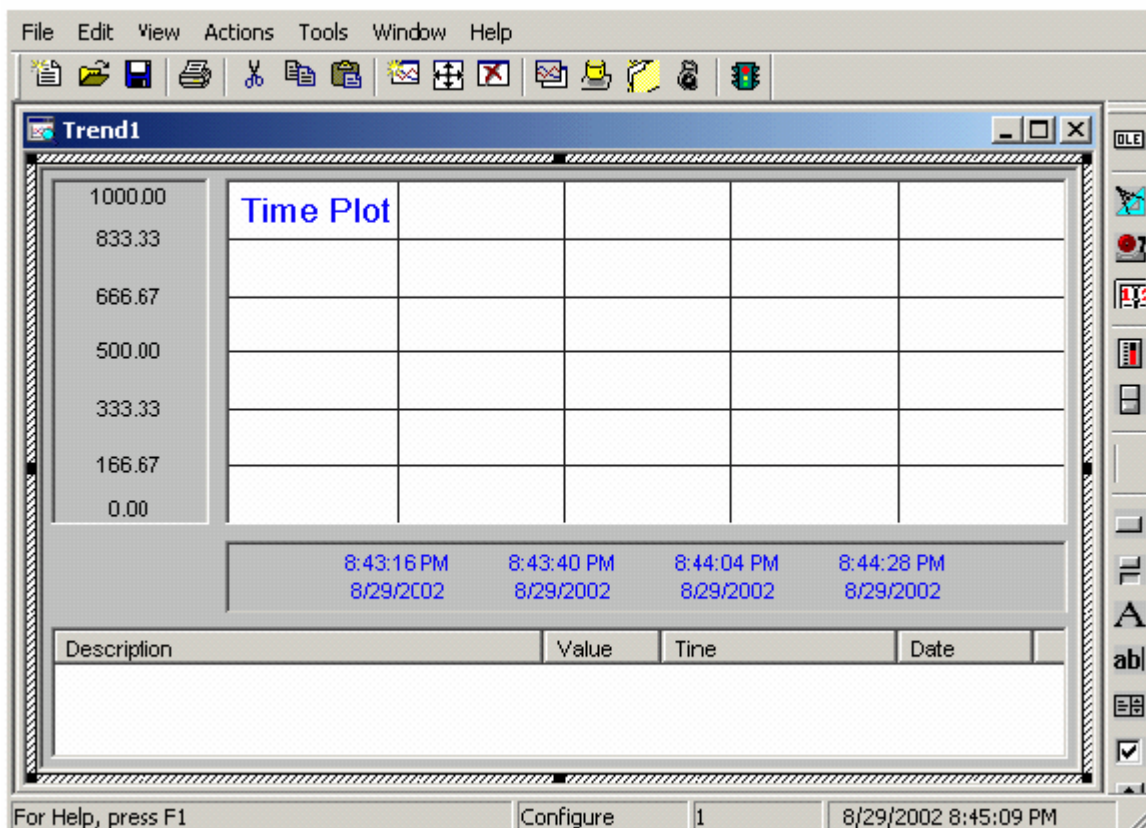 File Edit View Actions Tools Window Help
Trend1
OLE
1000.00
Time Plot
833.33
666.67
500.00
333.33
166.67
0.00
8:43:16 PM 8:43:40 PM 8:44:04 PM 8:44:28 PM
8/29/2002 8/29/2002 8/29/2002 8/29/2002
Description Value Time Date
A
ab|
For Help, press F1 Configure 1 8/29/2002 8:45:09 PM